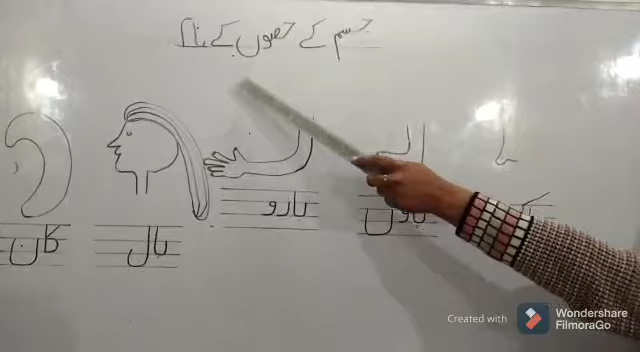 جسم کے حصوں کے نام
پاؤں
بازو
بال
کان
Created with
Wondershare
FilmoraGo